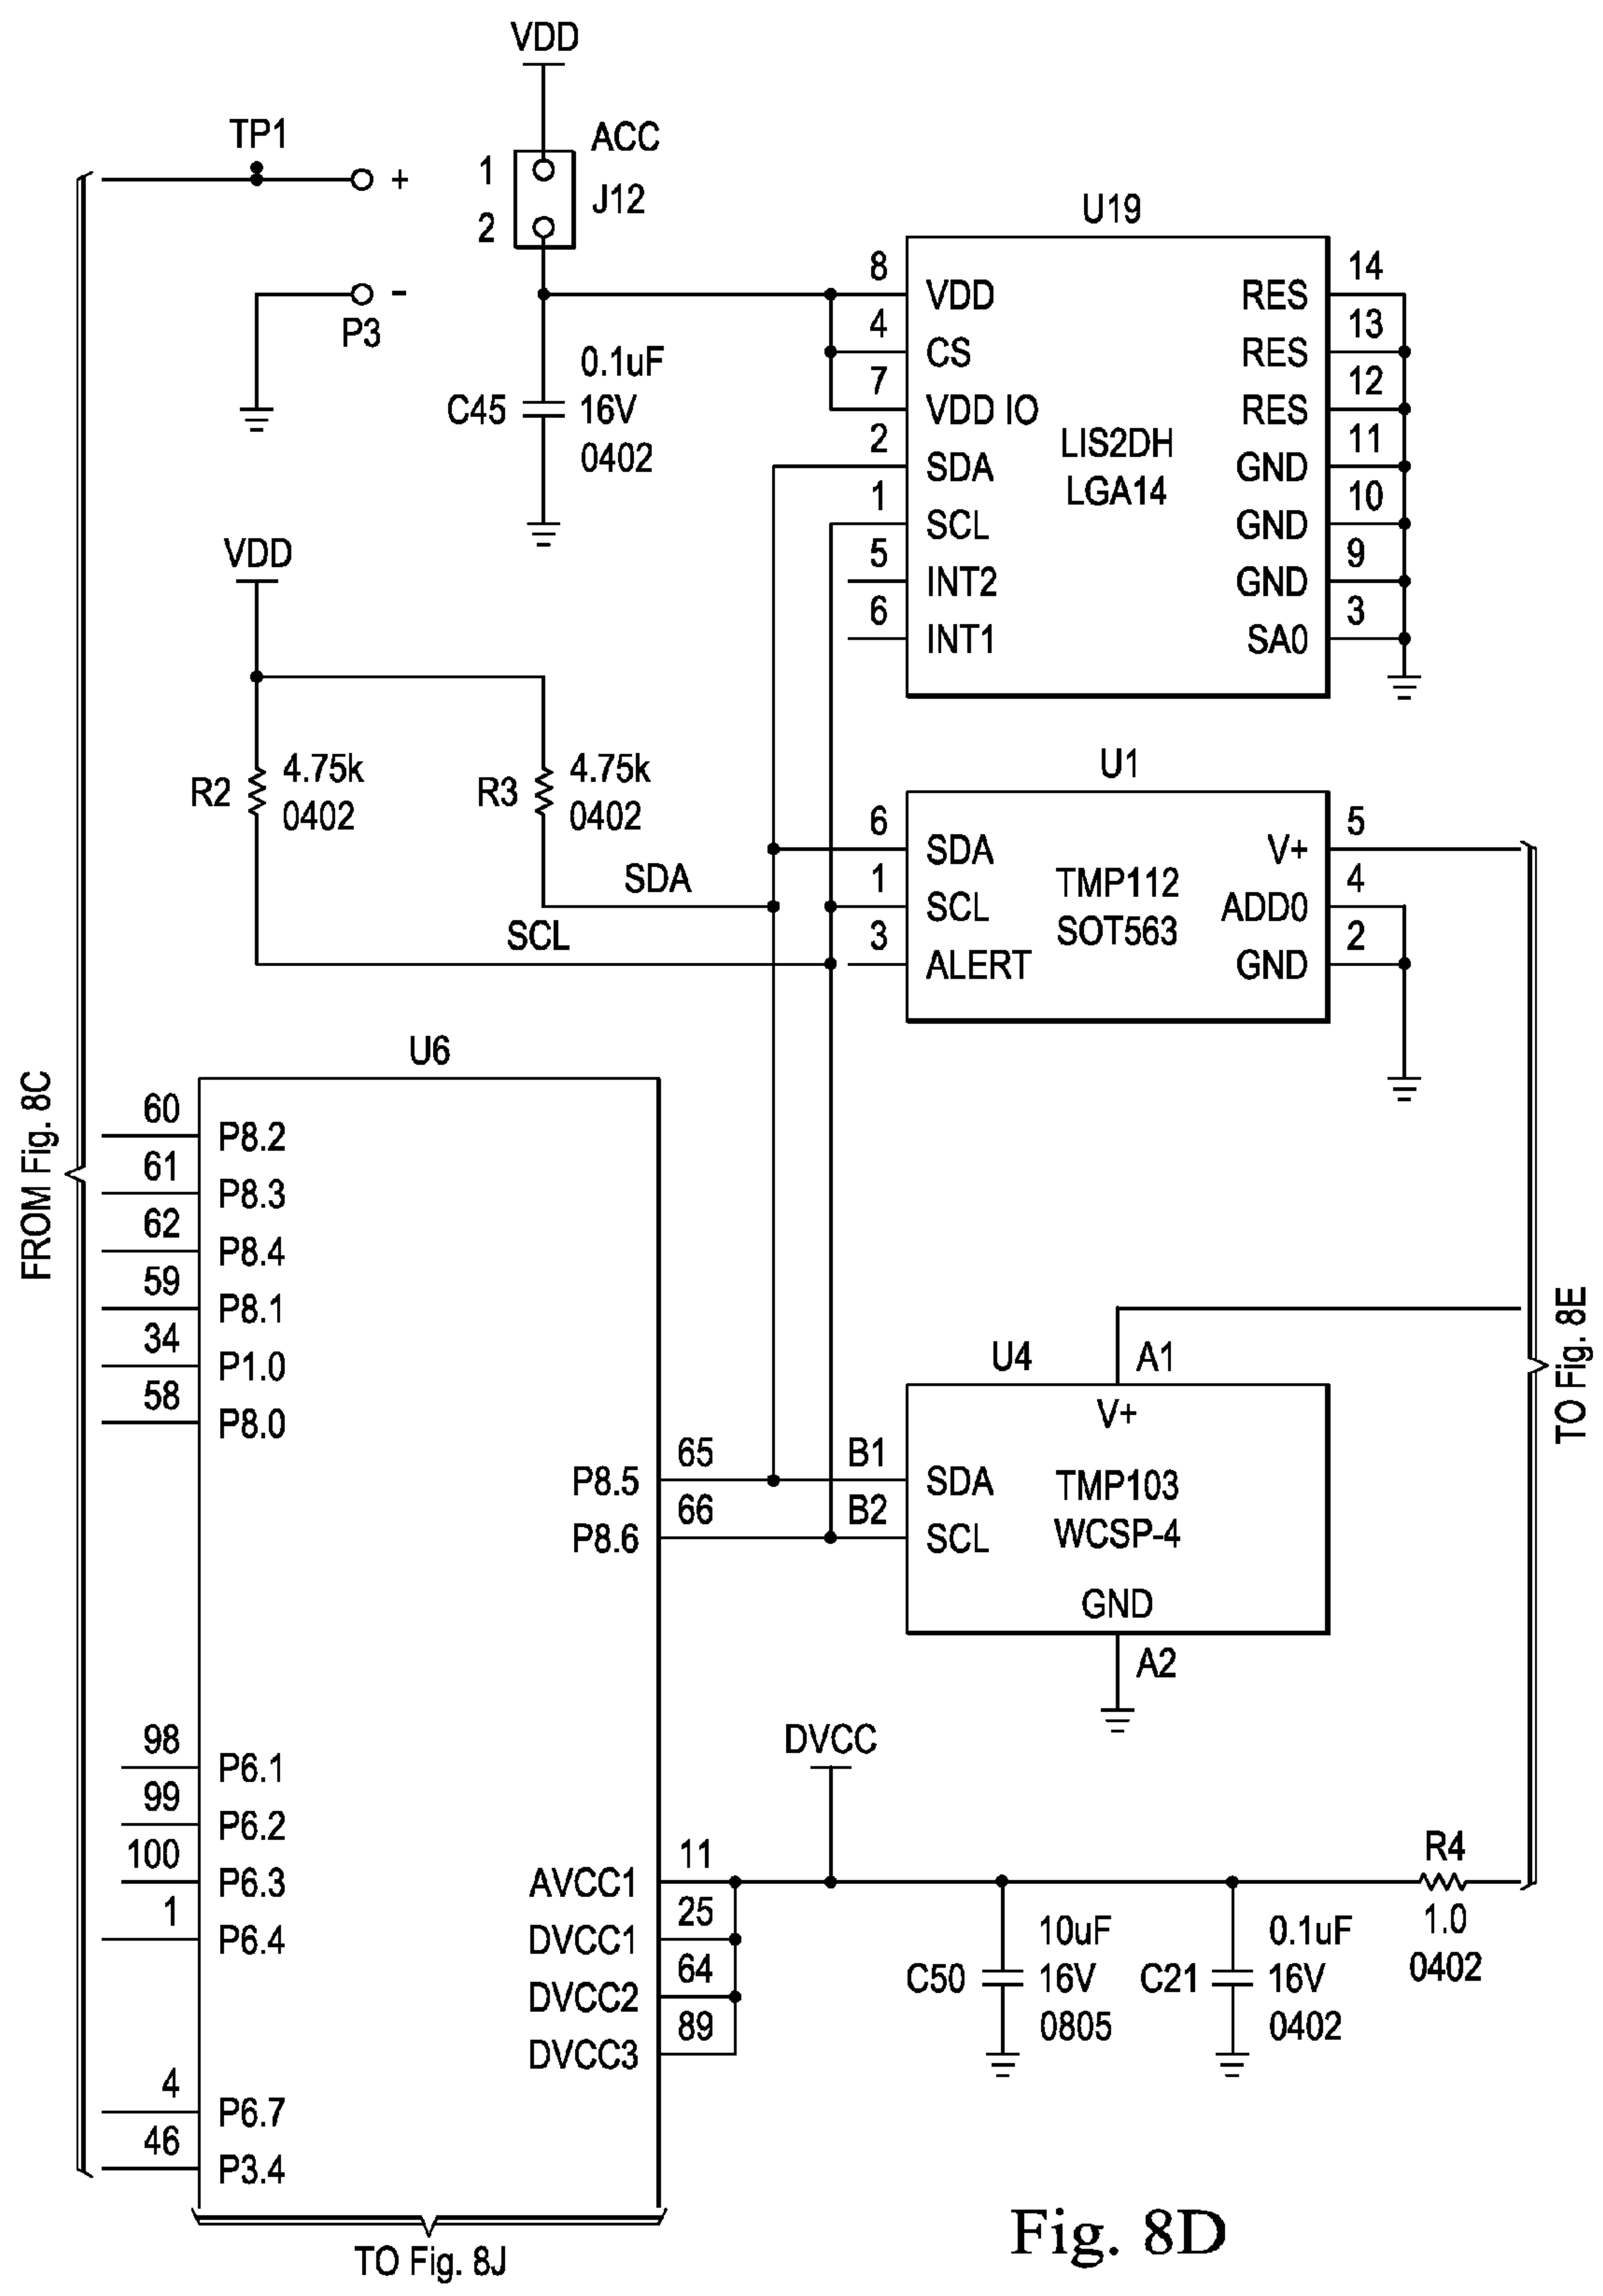 VDD
TP1
+
1
2
ACC
J12
-
P3
C45
0.1uF
16V
0402
U19
8
VDD
4
CS
7
VDD IO
2
SDA
1
SCL
5
INT2
6
INT1
LIS2DH
LGA14
14
RES
13
RES
12
RES
11
GND
10
GND
9
GND
3
SA0
VDD
R2
4.75k
0402
R3
4.75k
0402
SDA
SCL
U1
6
SDA
1
SCL
3
ALERT
TMP112
SOT563
5
V+
4
ADD0
2
GND
FROM Fig. 8C
U6
60
P8.2
61
P8.3
62
P8.4
59
P8.1
34
P1.0
58
P8.0
65
P8.5
66
P8.6
U4
A1
V+
B1
SDA
B2
SCL
TMP103
WCSP-4
GND
A2
TO Fig. 8E
98
P6.1
99
P6.2
100
P6.3
1
P6.4
4
P6.7
46
P3.4
DVCC
11
AVCC1
25
DVCC1
64
DVCC2
89
DVCC3
C50
10uF
16V
0805
C21
0.1uF
16V
0402
R4
1.0
0402
TO Fig. 8J
Fig. 8D